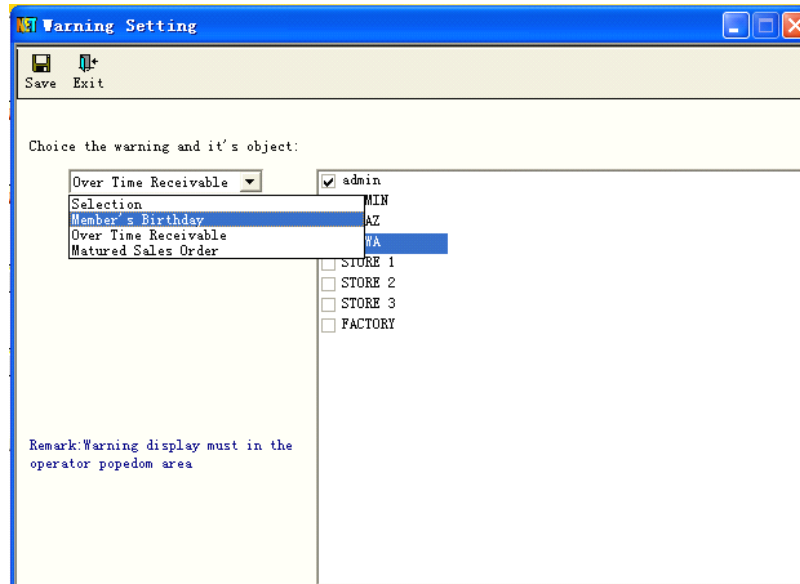 NET Warning Setting
Save Exit
Choice the warning and it's object:
Over Time Receivable
Selection
Member's Birthday
Over Time Receivable
Matured Sales Order
admin
MIN
AZ
WA
STORE 1
STORE 2
STORE 3
FACTORY
Remark:Warning display must in the
operator popedom area